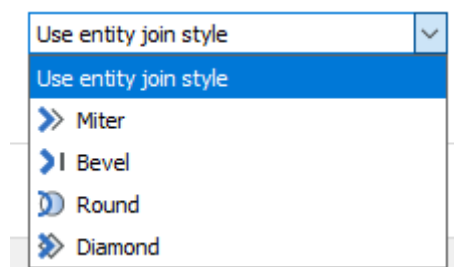 Use entity join style
Use entity join style
Miter
Bevel
Round
Diamond